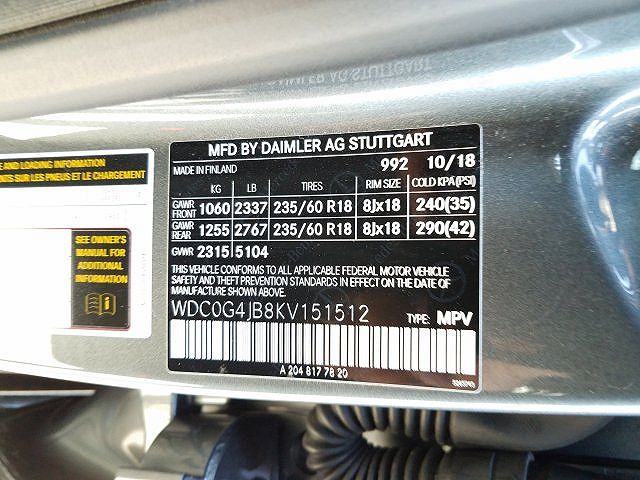 DAIMLER AG STUTTGART
MFD BY DAIMLER AG STUTTGART
MADE IN FINLAND 992 10/18
KG LB TIRES RIM SIZE COLD KPA(PSI)
GAWR FRONT 1060 2337 235/60 R18 8Jx18 240(35)
GAWR REAR 1255 2767 235/60 R18 8Jx18 290(42)
GVWR 2315 5104
THIS VEHICLE CONFORMS TO ALL APPLICABLE FEDERAL MOTOR VEHICLE
SAFETY AND THEFT PREVENTION STANDARDS IN EFFECT ON THE DATE OF
MANUFACTURE SHOWN ABOVE.
WDC0G4JB8KV151512 TYPE: MPV
A 204 817 78 20
E AND LOADING INFORMATION
NTS SUR LES PNEUS ET LE CHARGEMENT
SEE OWNER'S
MANUAL FOR
ADDITIONAL
INFORMATION